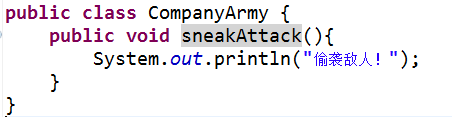 public class CompanyArmy {
    public void sneakAttack(){
        System.out.println("偷袭敌人! ");
    }
}